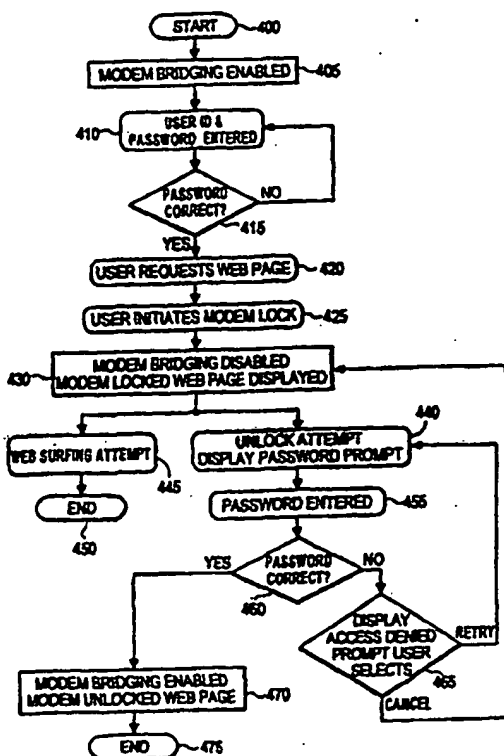 START
400
MODEM BRIDGING ENABLED
405
USER ID &
PASSWORD ENTERED
410
PASSWORD
CORRECT?
NO
415
YES
USER REQUESTS WEB PAGE
420
USER INITIATES MODEM LOCK
425
MODEM BRIDGING DISABLED
MODEM LOCKED WEB PAGE DISPLAYED
430
440
WEB SURFING ATTEMPT
445
UNLOCK ATTEMPT
DISPLAY PASSWORD PROMPT
END
450
PASSWORD ENTERED
455
YES
PASSWORD
CORRECT?
NO
460
DISPLAY
ACCESS DENIED
PROMPT USER
SELECTS
RETRY
465
CANCEL
MODEM BRIDGING ENABLED
MODEM UNLOCKED WEB PAGE
470
END
475